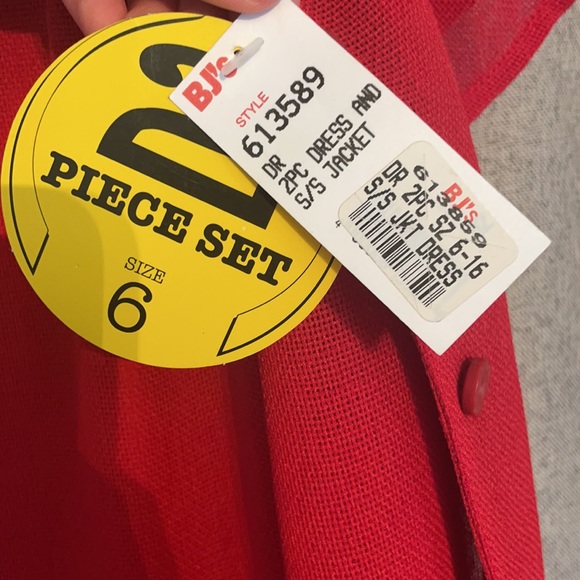 PIECE SET
SIZE
6
BJ's
STYLE
613589
DR
2PC DRESS AND
S/S JACKET
BJ's
613859
DR 2PC SZ 6-16
S/S JKT DRESS